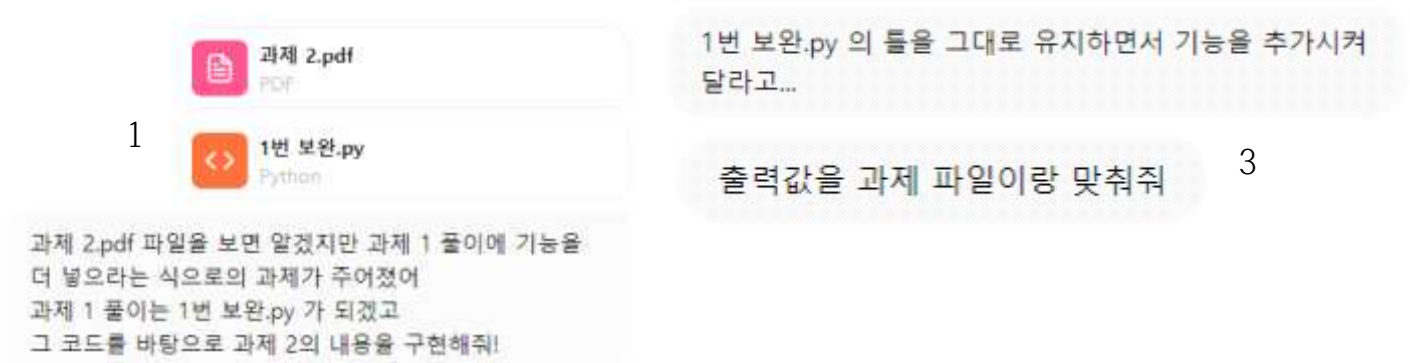 과제 2.pdf
PDF
1
1번 보완.py
Python
과제 2.pdf 파일을 보면 알겠지만 과제 1 풀이에 기능을
더 넣으라는 식으로의 과제가 주어졌어
과제 1 풀이는 1번 보완.py 가 되겠고
그 코드를 바탕으로 과제 2의 내용을 구현해줘!
1번 보완.py 의 틀을 그대로 유지하면서 기능을 추가시켜
달라고...
출력값을 과제 파일이랑 맞춰줘
3